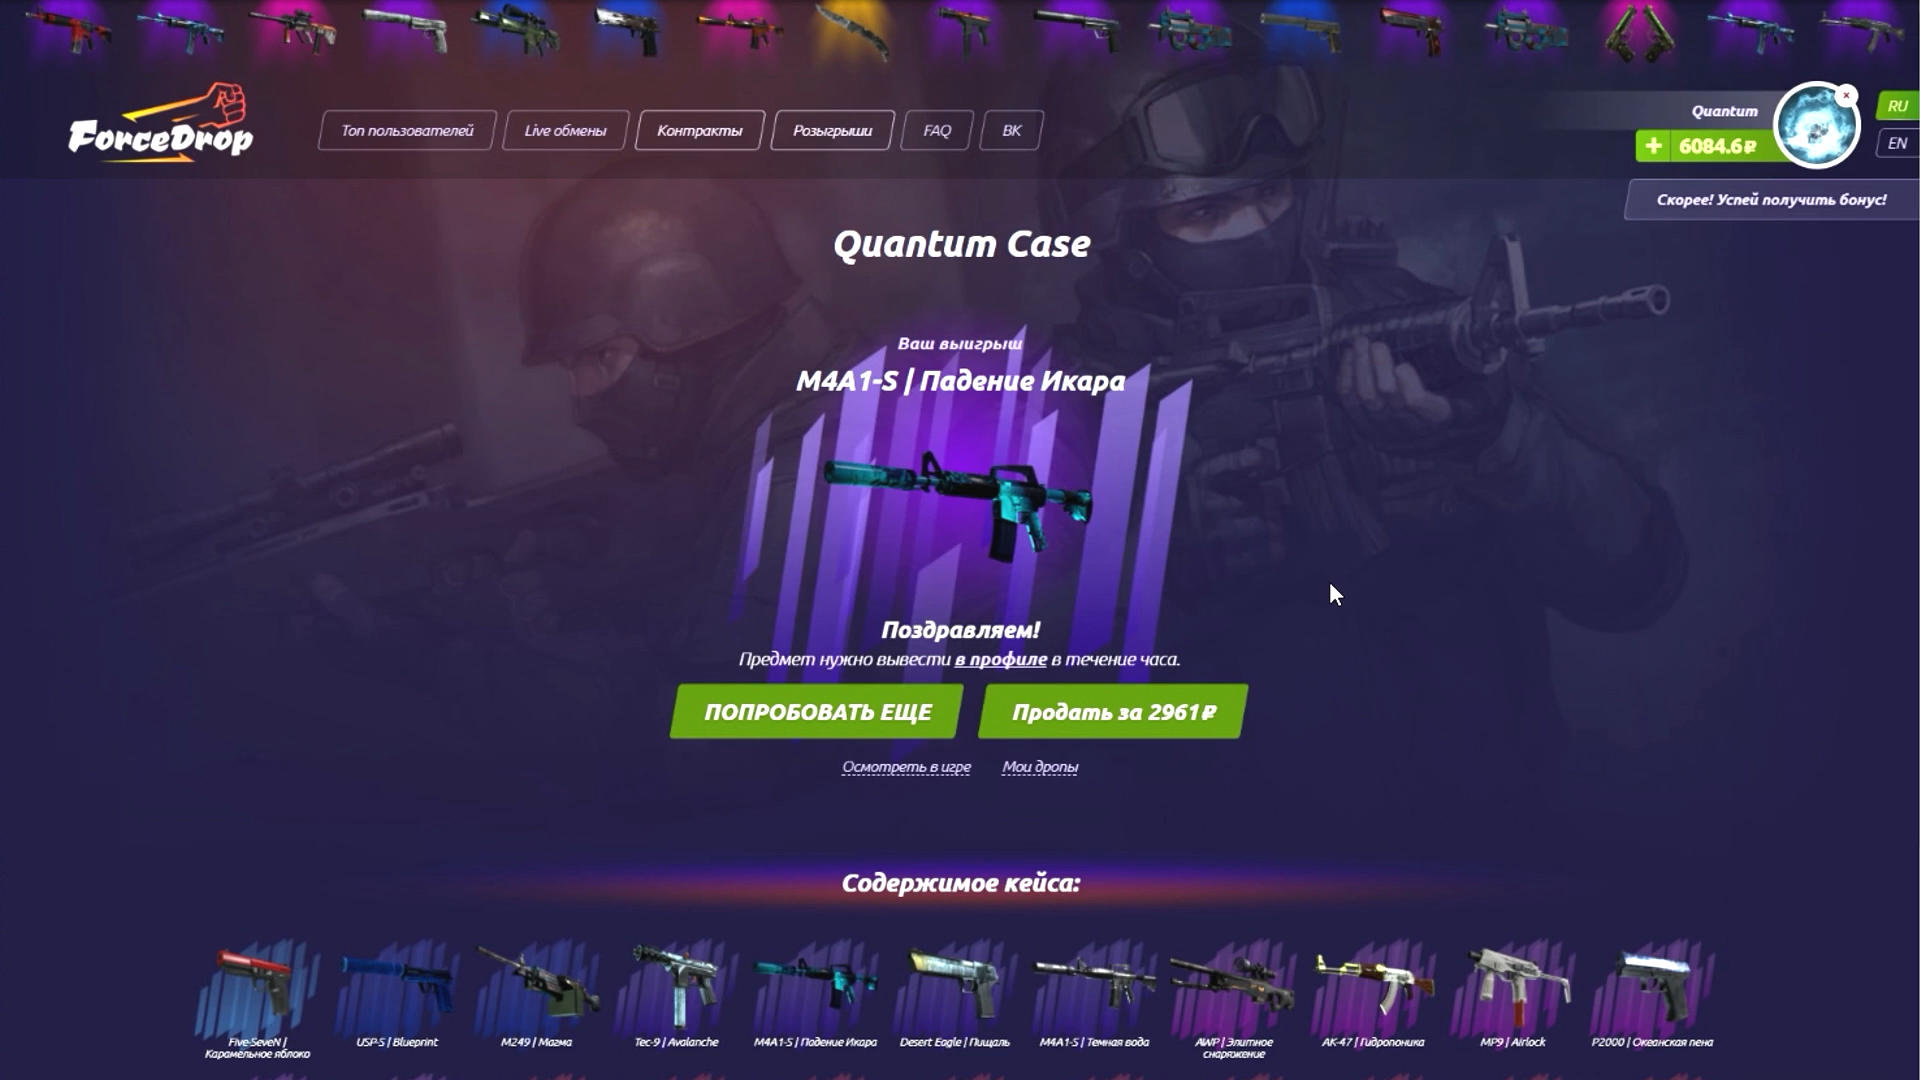 ForceDrop
Топ пользователей
Live обмены
Контракты
Розыгрыши
FAQ
ВК
Quantum
6084.6₽
RU
EN
Скорее! Успей получить бонус!
Quantum Case
Ваш выигрыш
M4A1-S | Падение Икара
Поздравляем!
Предмет нужно вывести в профиле в течение часа.
ПОПРОБОВАТЬ ЕЩЕ
Продать за 2961₽
Осмотреть в игре
Мои дропы
Содержимое кейса:
Five-SeveN |
Карамельное яблоко
USP-S | Blueprint
M249 | Магма
Tec-9 | Avalanche
M4A1-S | Падение Икара
Desert Eagle | Пищаль
M4A1-S | Темная вода
AWP | Элитное
снаряжение
AK-47 | Гидропоника
MP9 | Airlock
P2000 | Океанская пена